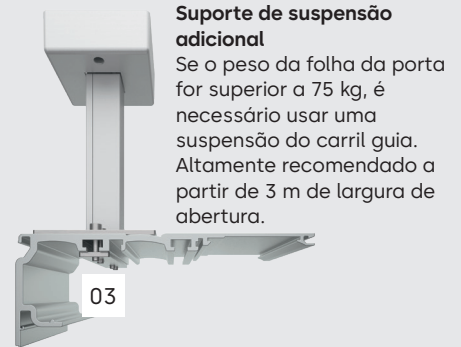 Suporte de suspensão
adicional
Se o peso da folha da porta
for superior a 75 kg, é
necessário usar uma
suspensão do carril guia.
Altamente recomendado a
partir de 3 m de largura de
abertura.
03